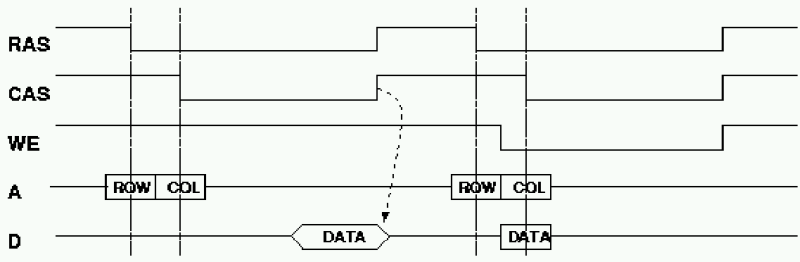 RAS
CAS
WE
A ROW COL ROW COL
D DATA DATA